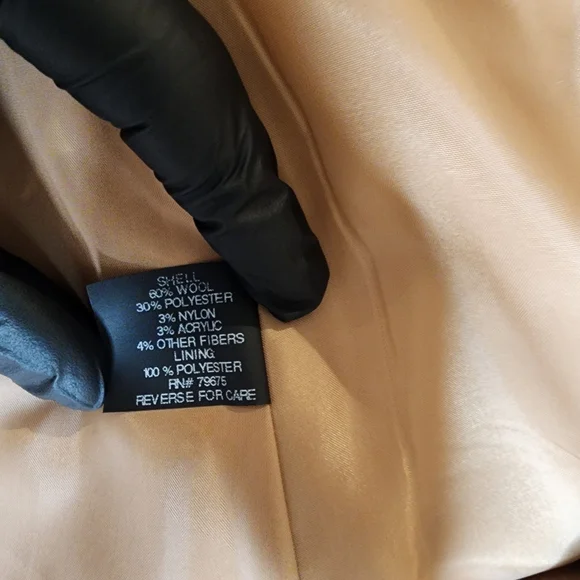 SHELL
60% WOOL
30% POLYESTER
3% NYLON
3% ACRYLIC
4% OTHER FIBERS
LINING
100 % POLYESTER
RN# 79675
REVERSE FOR CARE